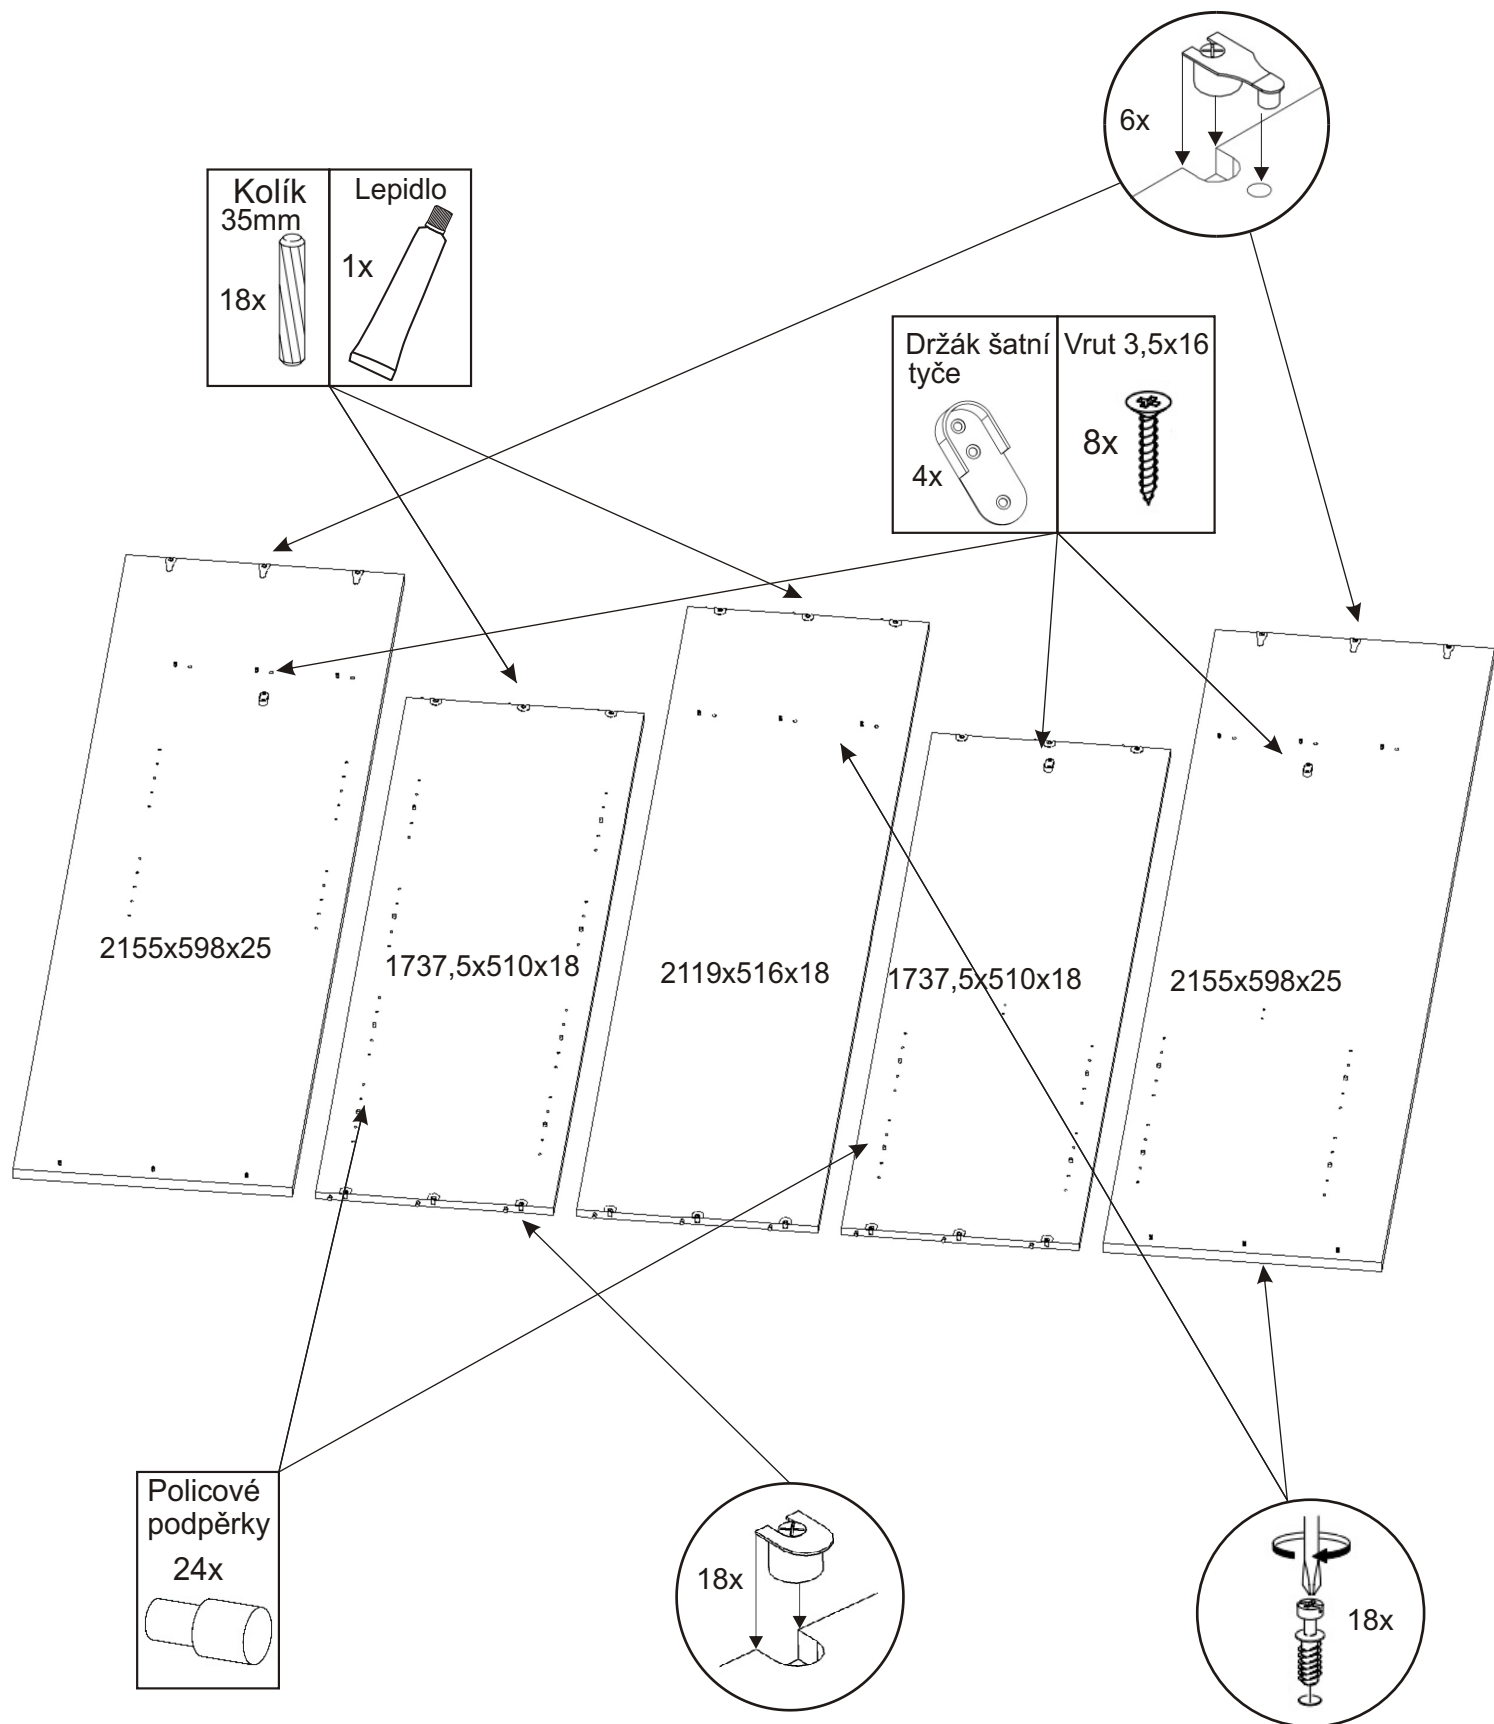 6x
Kolík
35mm
18x
Lepidlo
1x
Držák šatní
tyče
4x
Vrut 3,5x16
8x
2155x598x25
1737,5x510x18
2119x516x18
1737,5x510x18
2155x598x25
Policové
podpěrky
24x
18x
18x